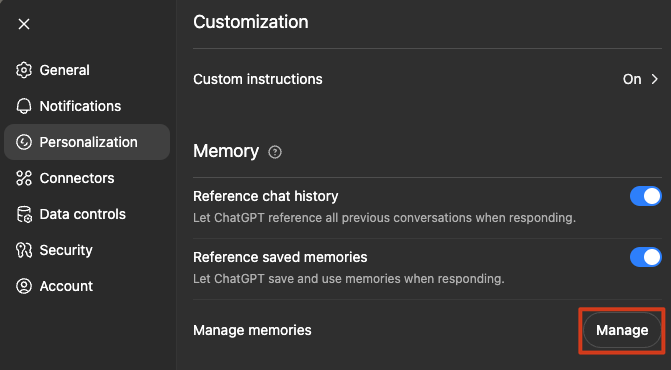 General
Notifications
Personalization
Connectors
Data controls
Security
Account
Customization
Custom instructions
On
Memory
?
Reference chat history
Let ChatGPT reference all previous conversations when responding.
Reference saved memories
Let ChatGPT save and use memories when responding.
Manage memories
Manage